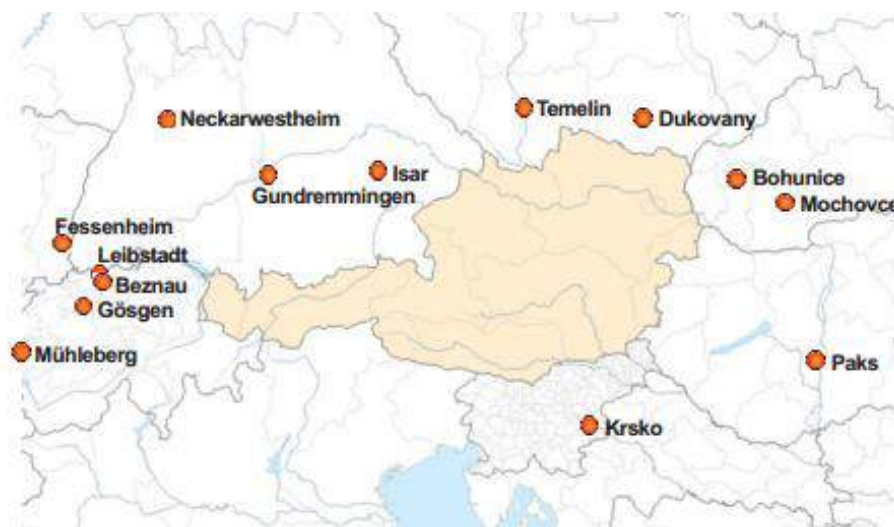 Neckarwestheim
Temelin
Dukovany
Isar
Gundremmingen
Bohunice
Mochovce
Fessenheim
Leibstadt
Beznau
Gösgen
Mühleberg
Paks
Krsko